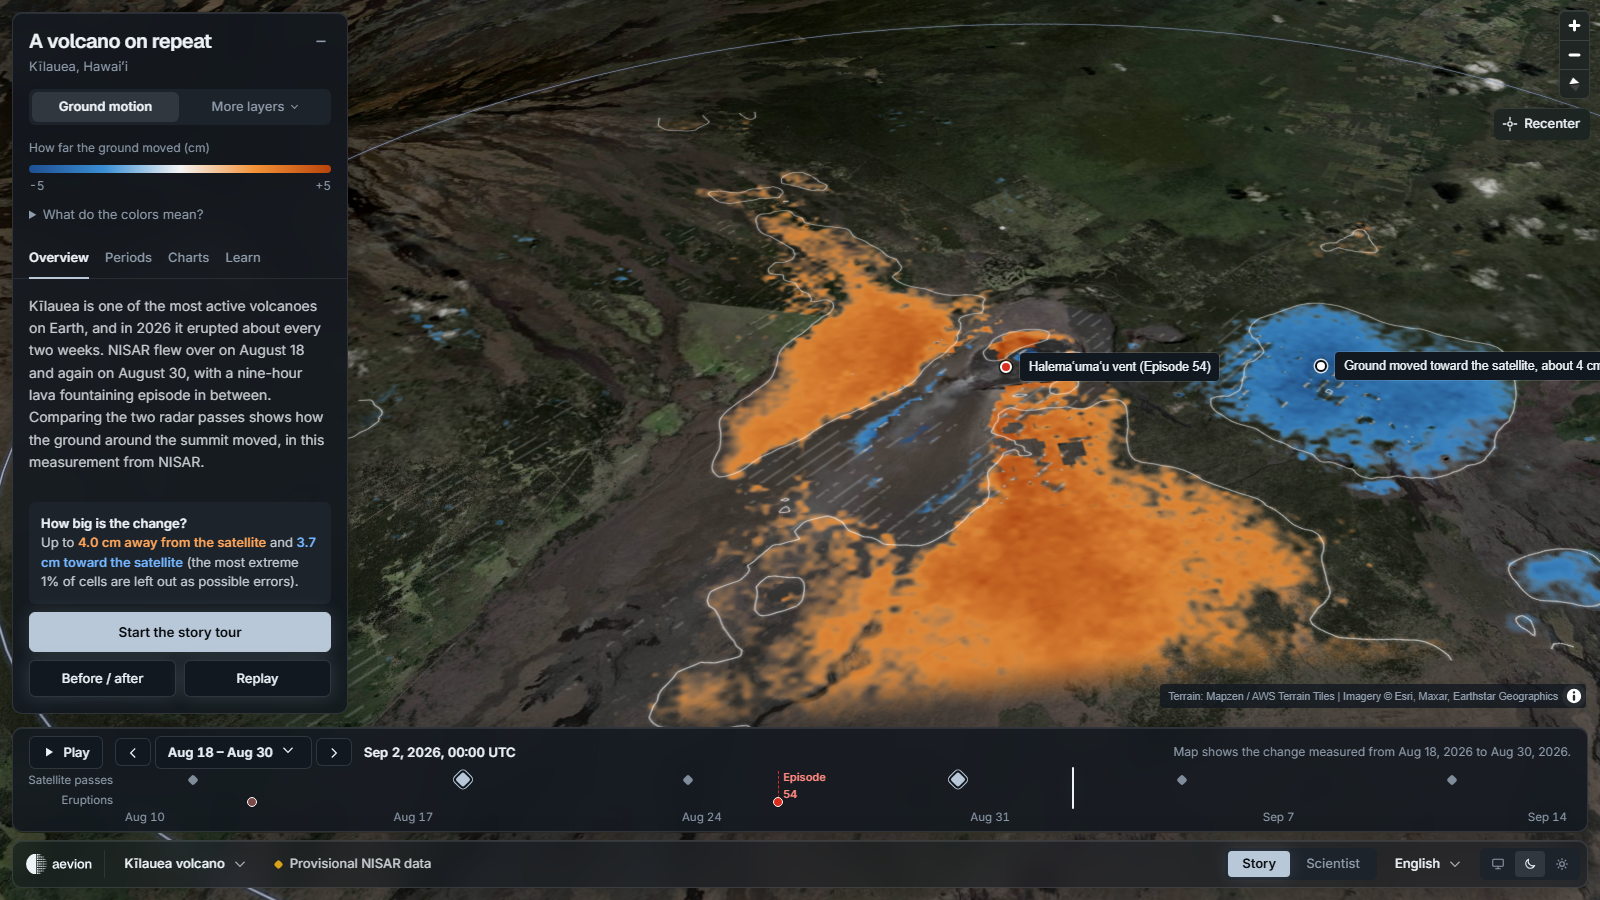 A volcano on repeat
Kīlauea, Hawaiʻi
Ground motion
More layers
How far the ground moved (cm)
-5
+5
What do the colors mean?
Overview
Periods
Charts
Learn
Kīlauea is one of the most active volcanoes
on Earth, and in 2026 it erupted about every
two weeks. NISAR flew over on August 18
and again on August 30, with a nine-hour
lava fountaining episode in between.
Comparing the two radar passes shows how
the ground around the summit moved, in this
measurement from NISAR.
How big is the change?
Up to 4.0 cm away from the satellite and 3.7
cm toward the satellite (the most extreme
1% of cells are left out as possible errors).
Start the story tour
Before / after
Replay
Recenter
Halemaʻumaʻu vent (Episode 54)
Ground moved toward the satellite, about 4 cm
Terrain: Mapzen / AWS Terrain Tiles | Imagery © Esri, Maxar, Earthstar Geographics
Play
Aug 18 – Aug 30
Sep 2, 2026, 00:00 UTC
Map shows the change measured from Aug 18, 2026 to Aug 30, 2026.
Satellite passes
Eruptions
Episode
54
Aug 10
Aug 17
Aug 24
Aug 31
Sep 7
Sep 14
aevion
Kīlauea volcano
Provisional NISAR data
Story
Scientist
English